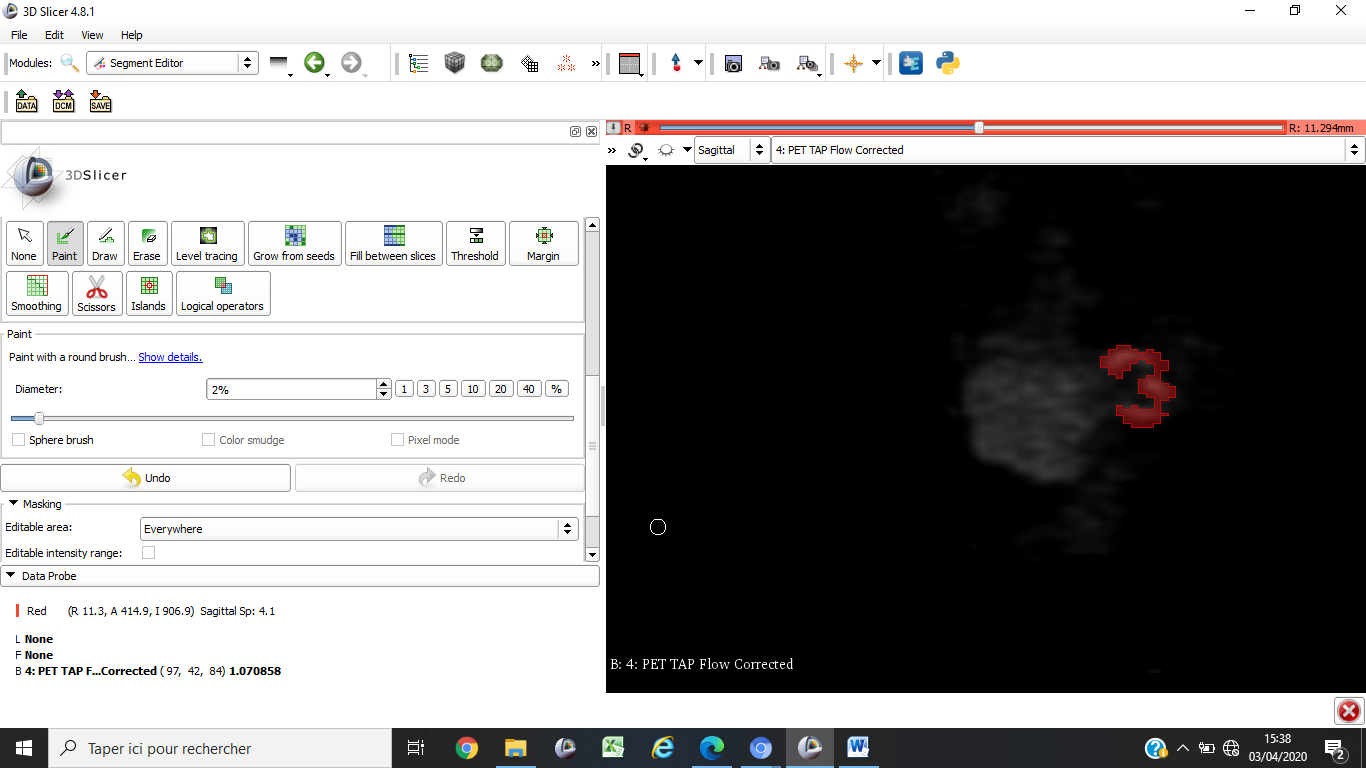 3D Slicer 4.8.1
File Edit View Help
Modules: Segment Editor
DATA DCM SAVE
R R: 11.294mm
Sagittal 4: PET TAP Flow Corrected
3DSlicer
None Paint Draw Erase Level tracing Grow from seeds Fill between slices Threshold Margin
Smoothing Scissors Islands Logical operators
Paint
Paint with a round brush... Show details.
Diameter: 2% 1 3 5 10 20 40 %
Sphere brush Color smudge Pixel mode
Undo Redo
Masking
Editable area: Everywhere
Editable intensity range:
Data Probe
Red (R 11.3, A 414.9, I 906.9) Sagittal Sp: 4.1
L None
F None
B 4: PET TAP F...Corrected ( 97, 42, 84) 1.070858
B: 4: PET TAP Flow Corrected
Taper ici pour rechercher
15:38
03/04/2020
2